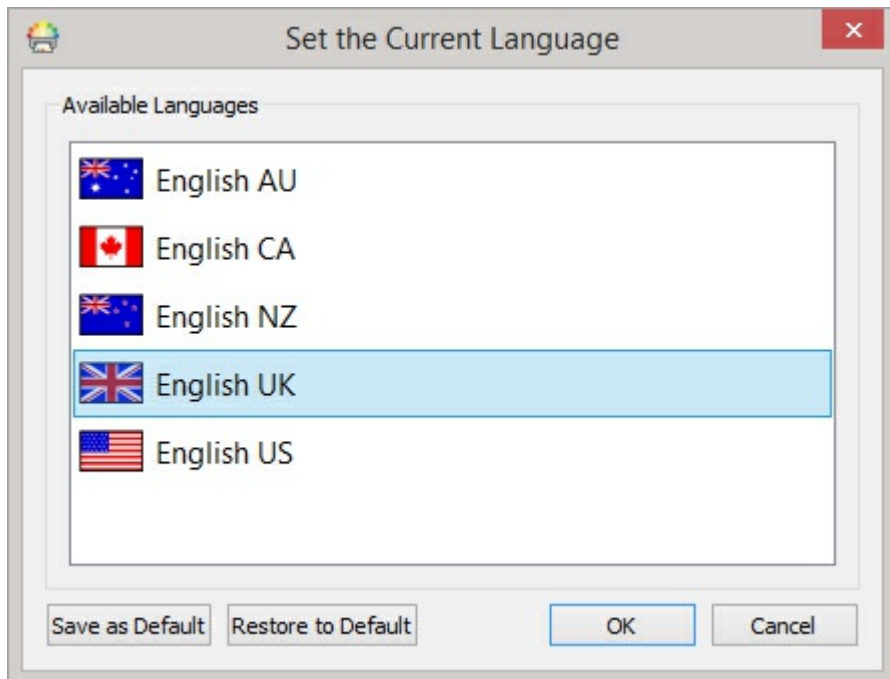 Set the Current Language
Available Languages
English AU
English CA
English NZ
English UK
English US
Save as Default Restore to Default OK Cancel